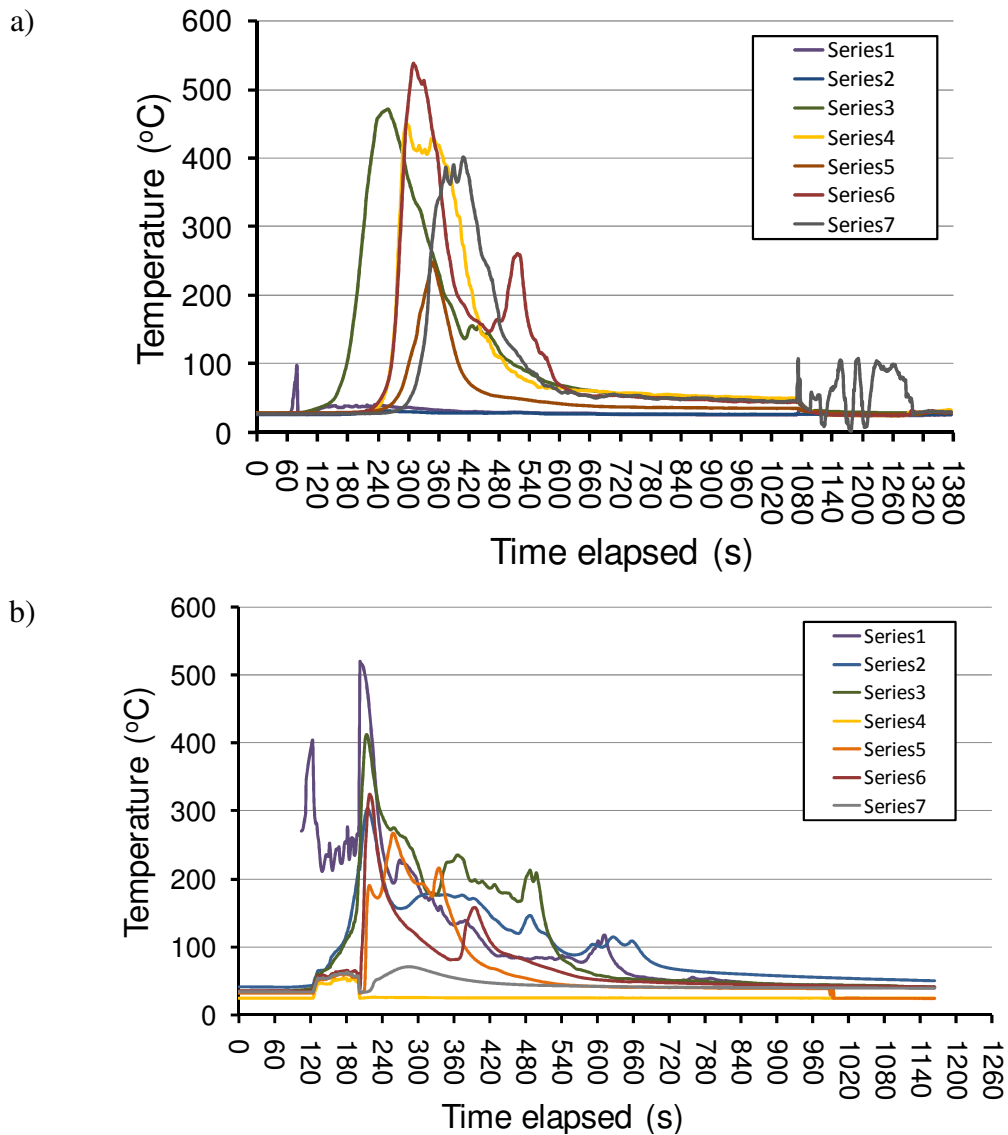 a)
600
500
400
300
200
100
0
Temperature (°C)
Series1
Series2
Series3
Series4
Series5
Series6
Series7
0 60 120 180 240 300 360 420 480 540 600 660 720 780 840 900 960 1020 1080 1140 1200 1260 1320 1380
Time elapsed (s)
b)
600
500
400
300
200
100
0
Temperature (°C)
Series1
Series2
Series3
Series4
Series5
Series6
Series7
0 60 120 180 240 300 360 420 480 540 600 660 720 780 840 900 960 1020 1080 1140 1200 1260
Time elapsed (s)